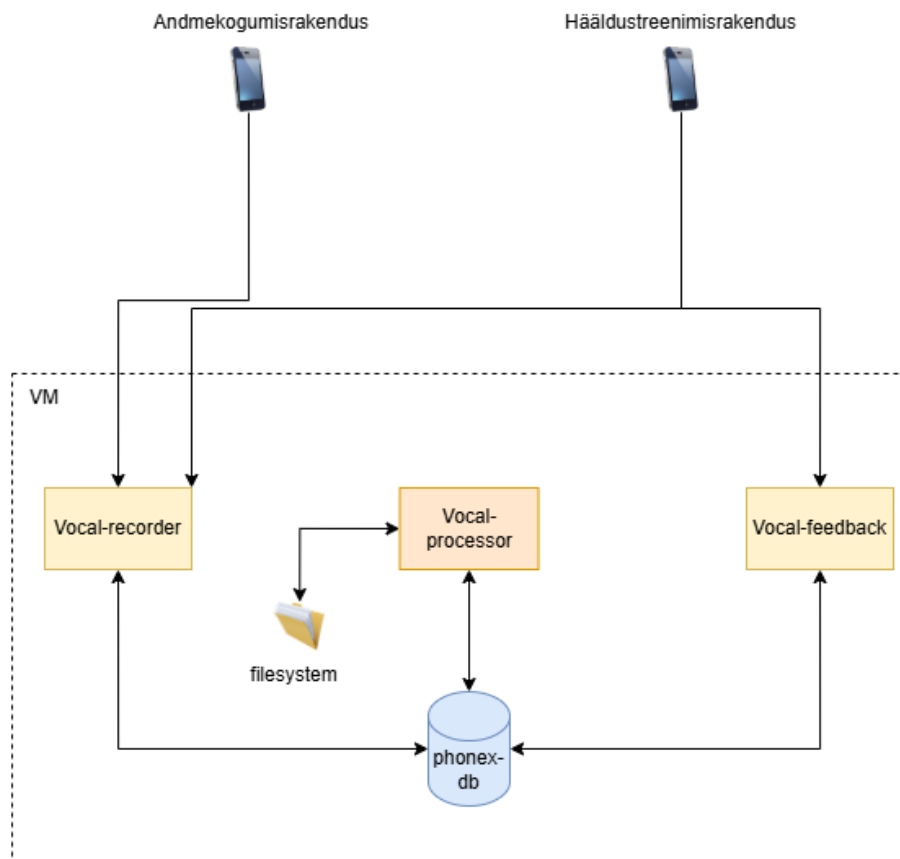 Andmekogumisrakendus
Hääldustreenimisrakendus
VM
Vocal-recorder
Vocal-
processor
Vocal-feedback
filesystem
phonex-
db